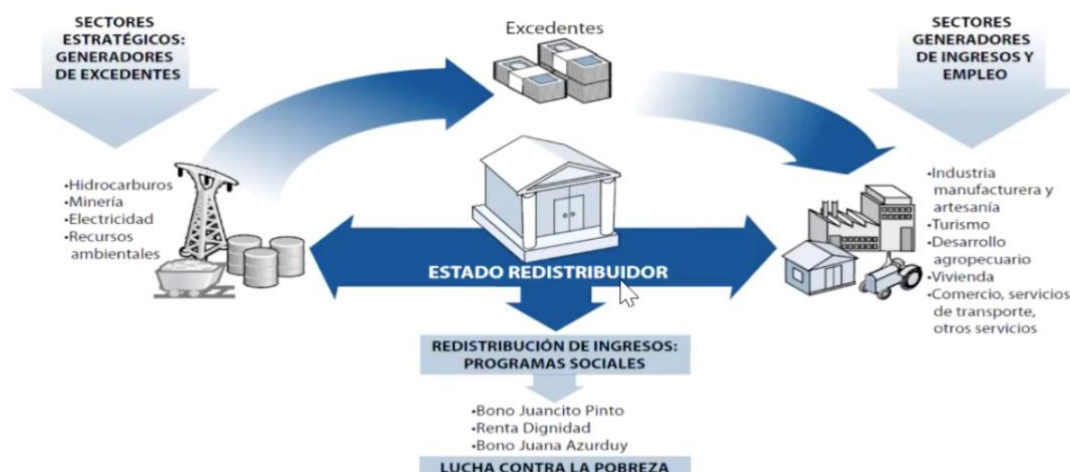 SECTORES
ESTRATÉGICOS:
GENERADORES
DE EXCEDENTES
•Hidrocarburos
•Minería
•Electricidad
•Recursos
ambientales
Excedentes
SECTORES
GENERADORES
DE INGRESOS Y
EMPLEO
•Industria
manufacturera y
artesanía
•Turismo
•Desarrollo
agropecuario
•Vivienda
•Comercio, servicios
de transporte,
otros servicios
ESTADO REDISTRIBUIDOR
REDISTRIBUCIÓN DE INGRESOS:
PROGRAMAS SOCIALES
•Bono Juancito Pinto
•Renta Dignidad
•Bono Juana Azurduy
LUCHA CONTRA LA POBREZA